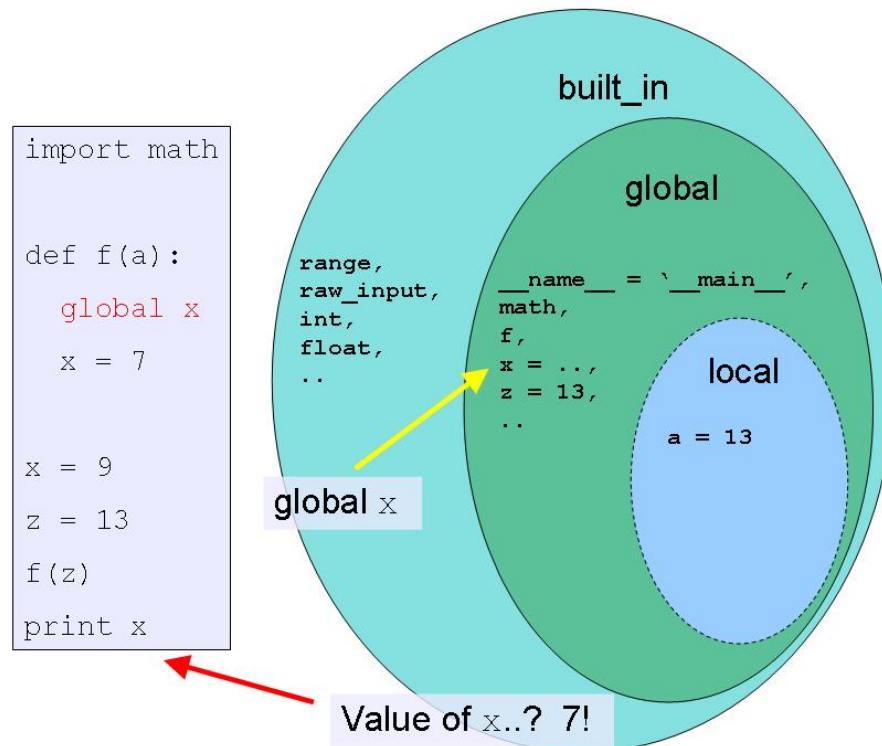 import math
def f(a):
global x
x = 7
x = 9
z = 13
f(z)
print x
built_in
range,
raw_input,
int,
float,
..
global
__name__ = ‵__main__′,
math,
f,
x = ..,
z = 13,
..
local
a = 13
global x
Value of x..? 7!